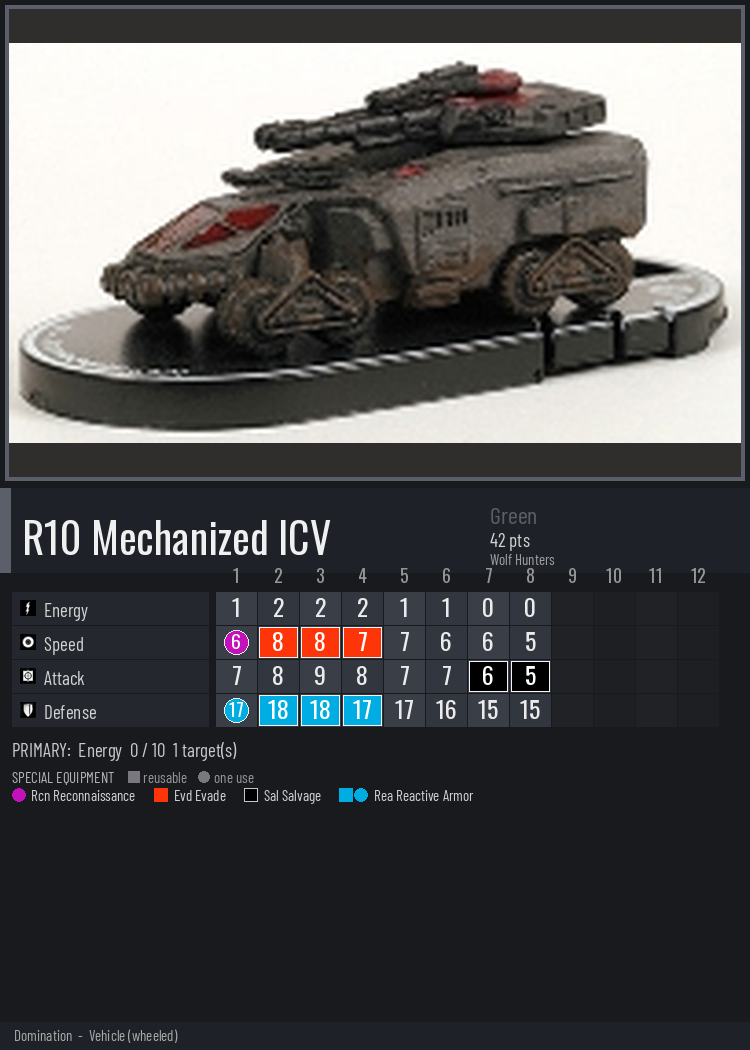 R10 Mechanized ICV
Green
42 pts
Wolf Hunters
1 2 3 4 5 6 7 8 9 10 11 12
Energy 1 2 2 2 1 1 0 0
Speed 6 8 8 7 7 6 6 5
Attack 7 8 9 8 7 7 6 5
Defense 17 18 18 17 17 16 15 15
PRIMARY: Energy 0 / 10 1 target(s)
SPECIAL EQUIPMENT reusable one use
Rcn Reconnaissance Evd Evade Sal Salvage Rea Reactive Armor
Domination - Vehicle (wheeled)